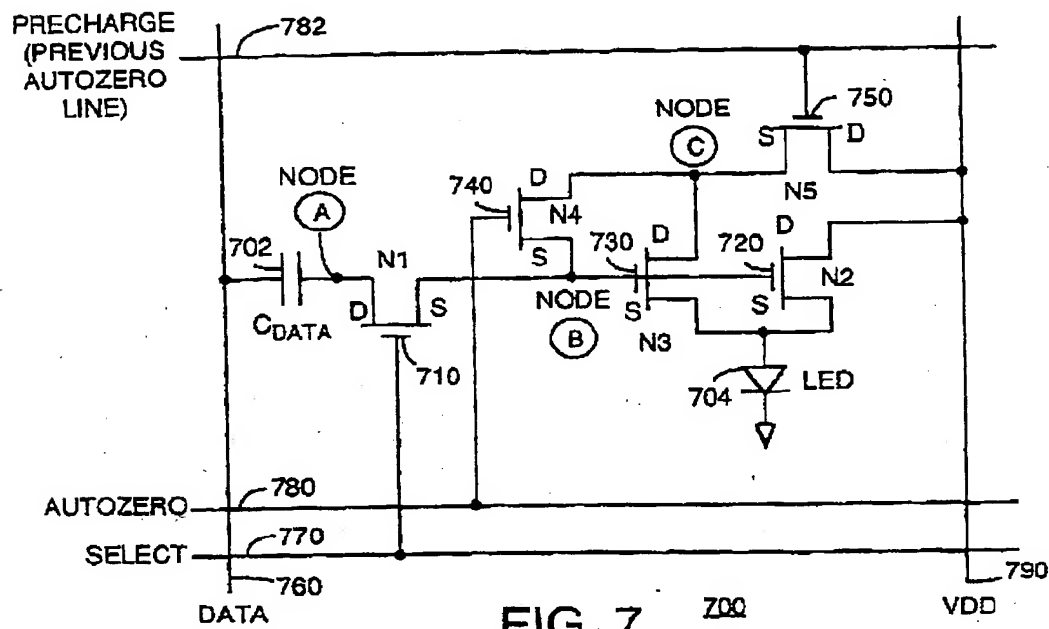 PRECHARGE
(PREVIOUS
AUTOZERO
LINE)
782
750
NODE
C
S
D
N5
NODE
A
740
D
N4
S
702
N1
730
D
720
D
N2
CDATA
D
S
NODE
B
S
N3
S
710
704
LED
AUTOZERO
780
SELECT
770
760
DATA
FIG. 7
700
790
VDD